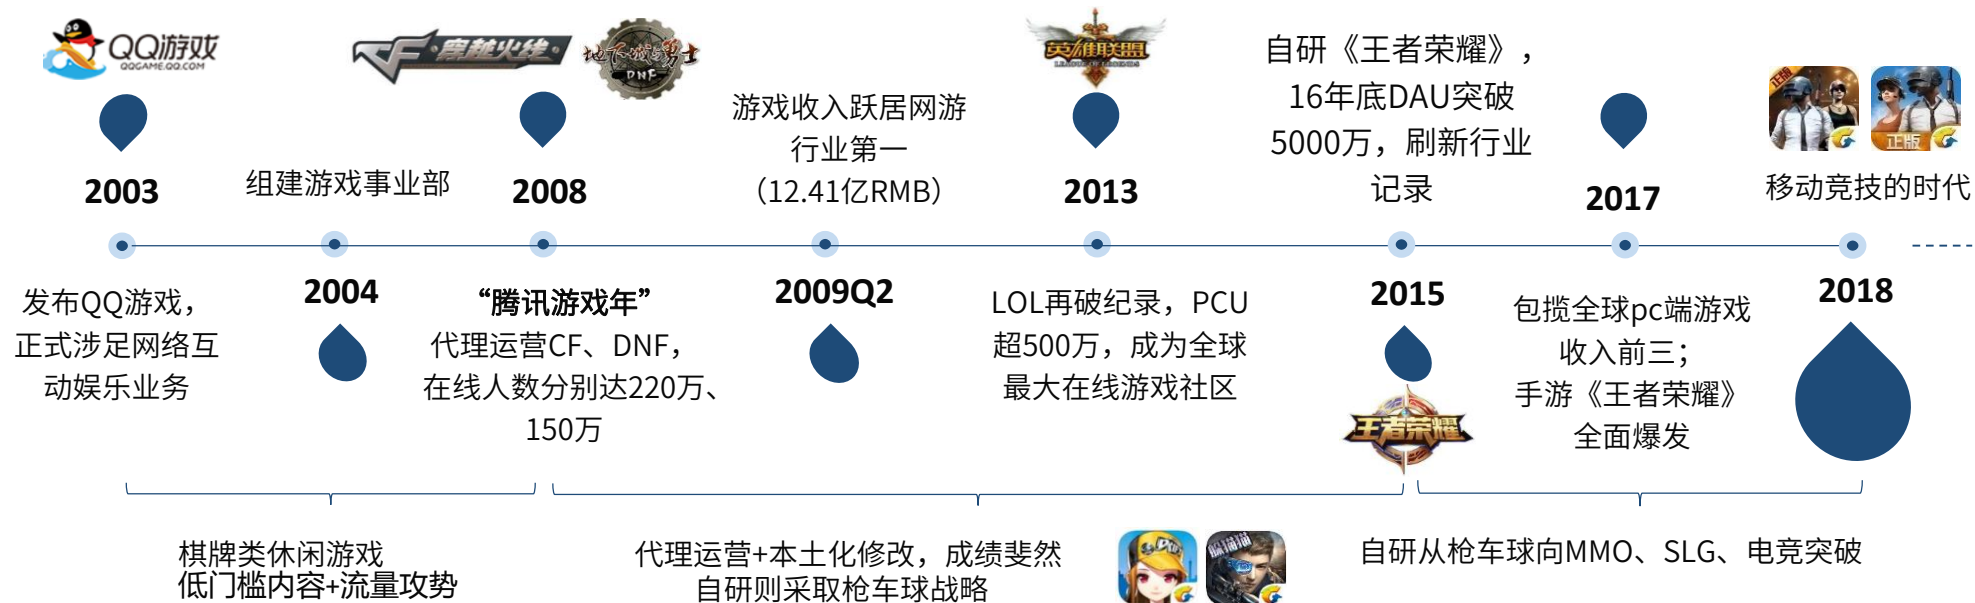 QQ游戏
QQGAME.QQ.COM
2003
发布QQ游戏，
正式涉足网络互
动娱乐业务
组建游戏事业部
2004
CF 穿越火线
地下城与勇士
DNF
2008
“腾讯游戏年”
代理运营CF、DNF，
在线人数分别达220万、
150万
游戏收入跃居网游
行业第一
（12.41亿RMB）
2009Q2
英雄联盟
LEAGUE OF LEGENDS
2013
LOL再破纪录，PCU
超500万，成为全球
最大在线游戏社区
自研《王者荣耀》，
16年底DAU突破
5000万，刷新行业
记录
2015
王者荣耀
2017
包揽全球pc端游戏
收入前三；
手游《王者荣耀》
全面爆发
正版
正版
移动竞技的时代
2018
棋牌类休闲游戏
低门槛内容+流量攻势
代理运营+本土化修改，成绩斐然
自研则采取枪车球战略
自研从枪车球向MMO、SLG、电竞突破